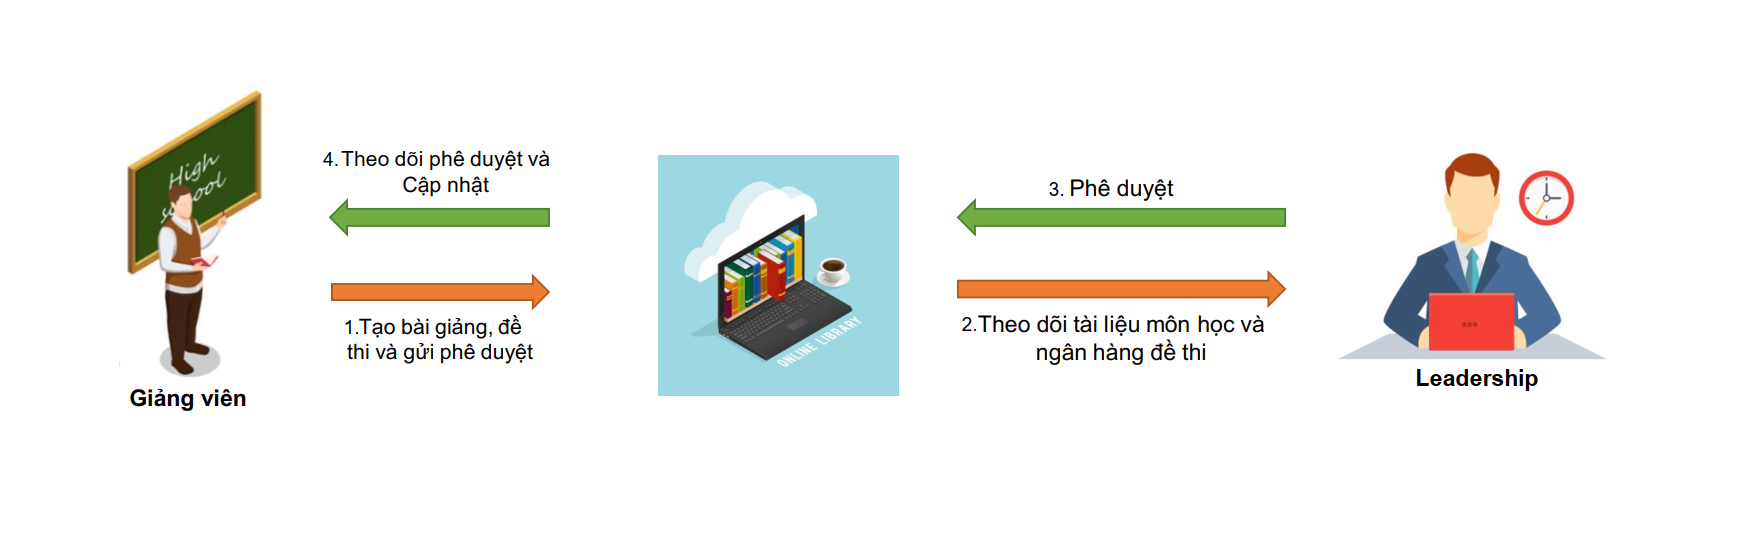 High
school
4.Theo dõi phê duyệt và
Cập nhật
1.Tạo bài giảng, đề
thi và gửi phê duyệt
Giảng viên
ONLINE LIBRARY
3. Phê duyệt
2.Theo dõi tài liệu môn học và
ngân hàng đề thi
Leadership